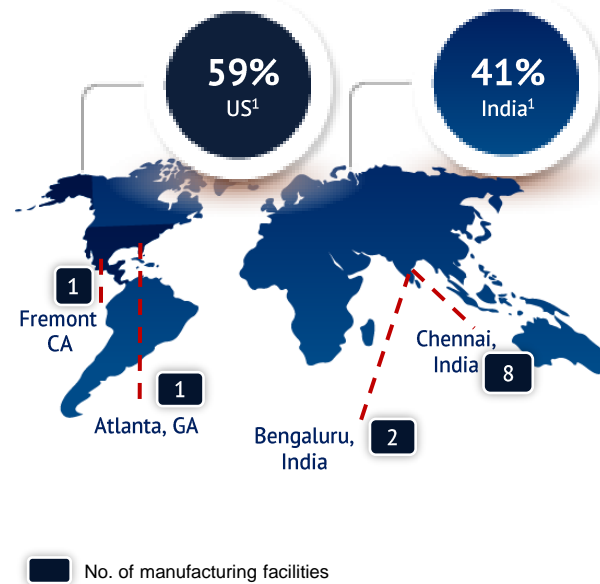 59%
US¹
41%
India¹
1
Fremont
CA
1
Atlanta, GA
Chennai,
India
8
Bengaluru,
India
2
No. of manufacturing facilities